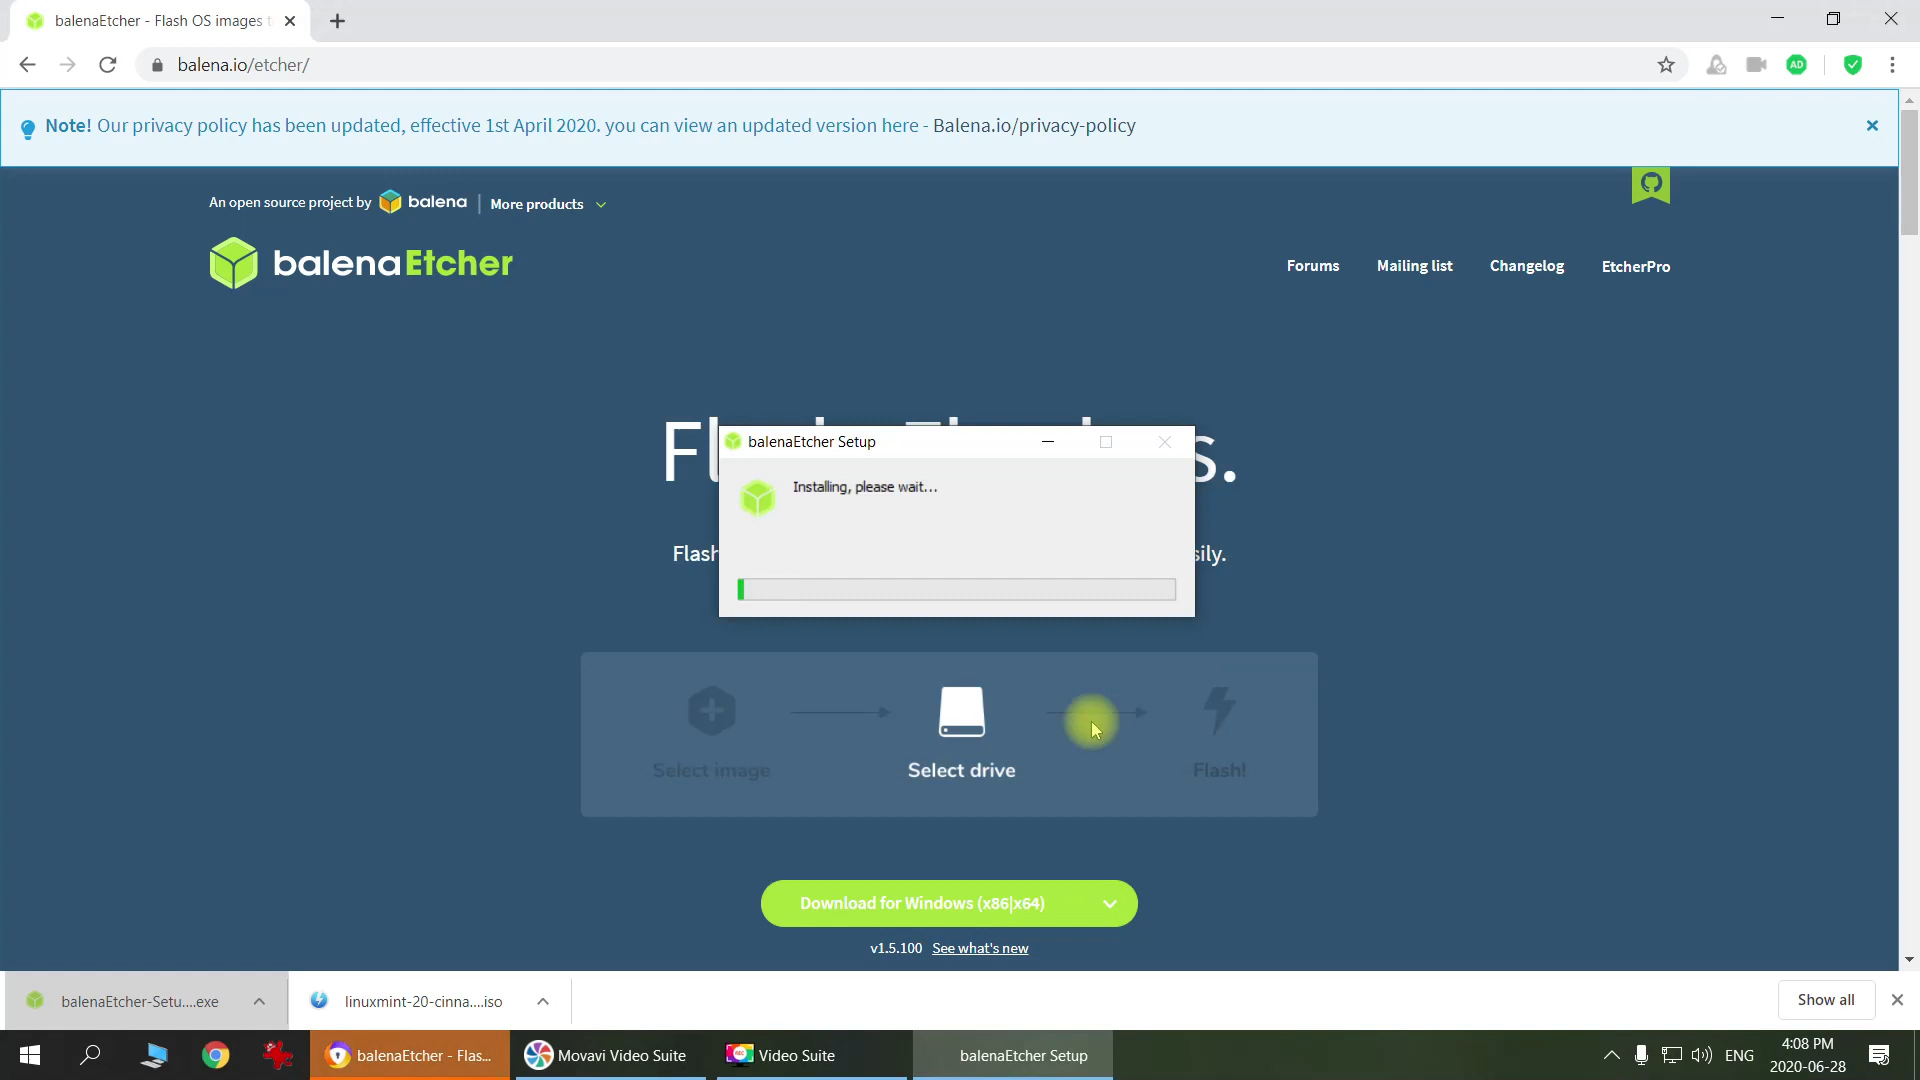 balenaEtcher - Flash OS images t
balena.io/etcher/
AD
Note! Our privacy policy has been updated, effective 1st April 2020. you can view an updated version here - Balena.io/privacy-policy
An open source project by balena | More products
balenaEtcher
Forums Mailing list Changelog EtcherPro
Fl s.
balenaEtcher Setup
Installing, please wait...
Flash sily.
Select image Select drive Flash!
Download for Windows (x86|x64)
v1.5.100 See what's new
balenaEtcher-Setu....exe linuxmint-20-cinna....iso Show all
balenaEtcher - Flas... Movavi Video Suite REC Video Suite balenaEtcher Setup ENG 4:08 PM
2020-06-28